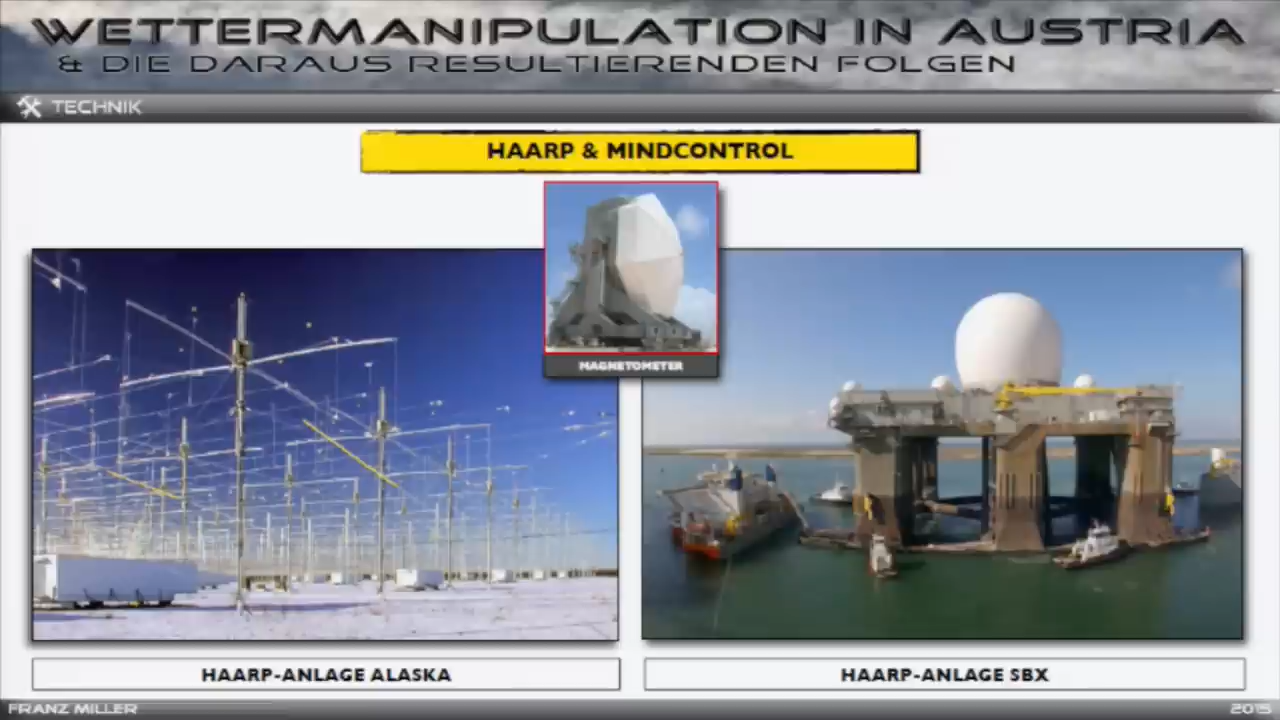 WETTERMANIPULATION IN AUSTRIA
& DIE DARAUS RESULTIERENDEN FOLGEN
TECHNIK
HAARP & MINDCONTROL
MAGNETOMETER
HAARP-ANLAGE ALASKA
HAARP-ANLAGE SBX
FRANZ MILLER
2015